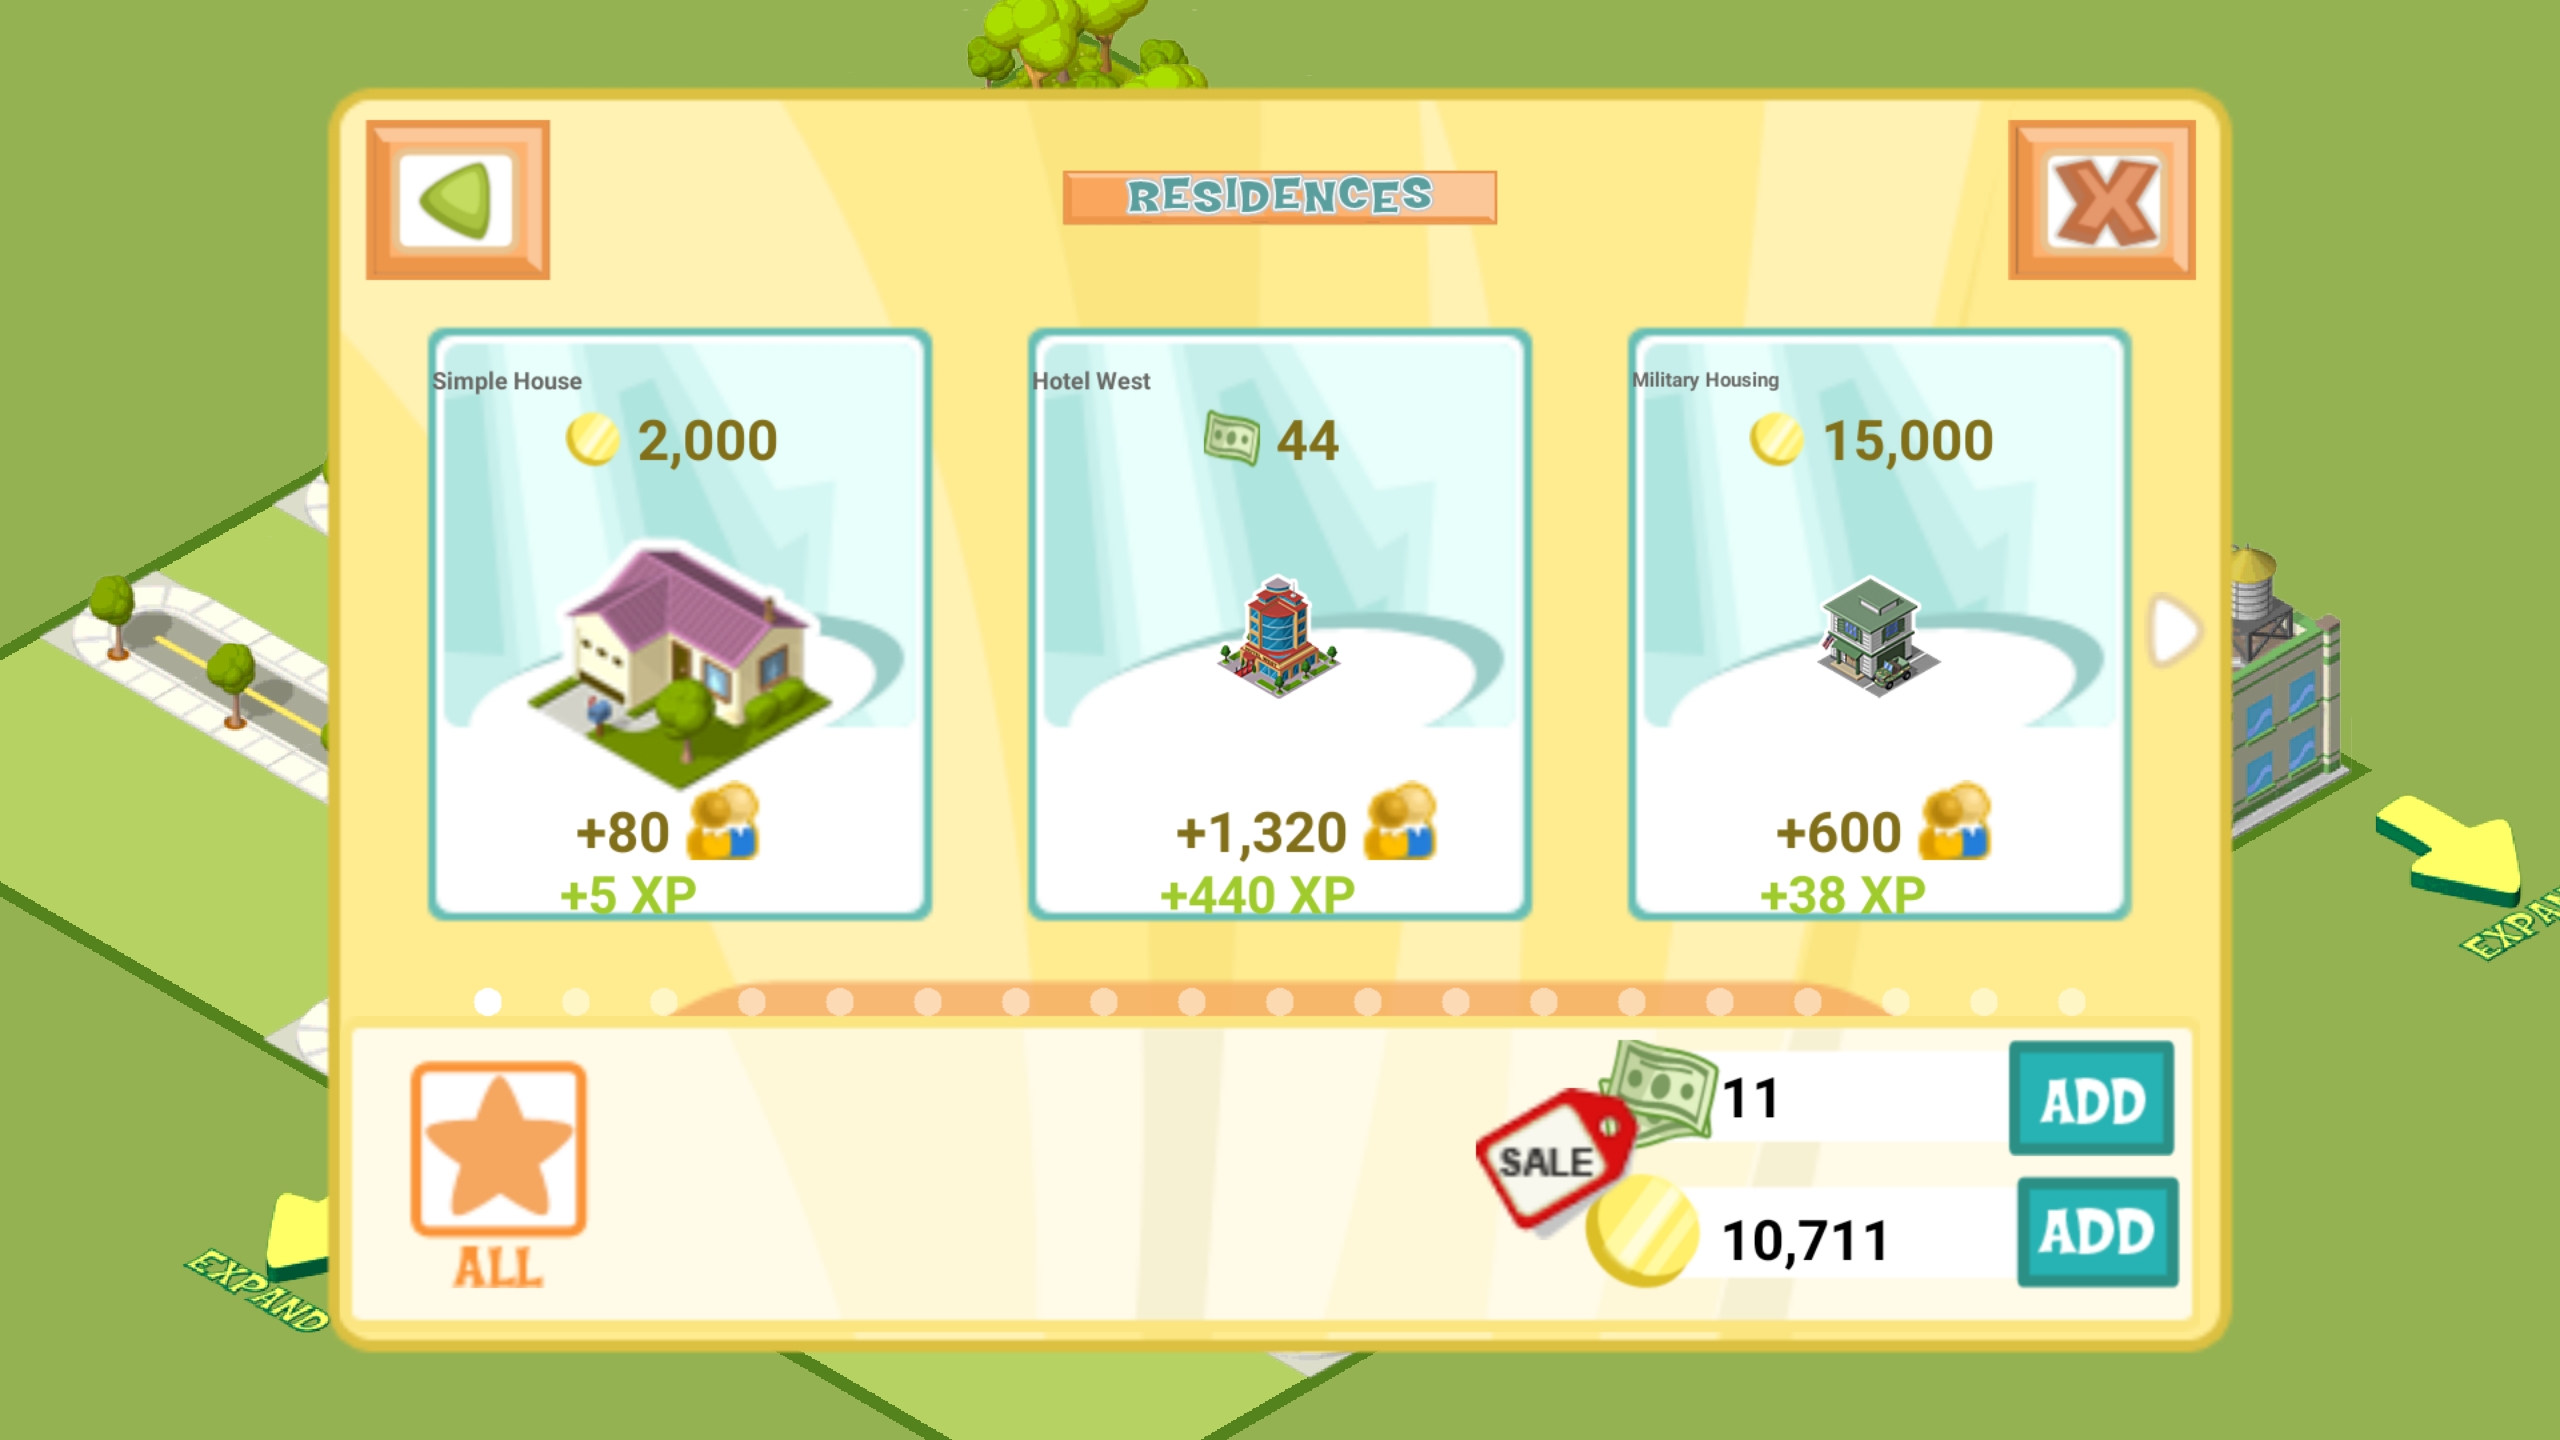 RESIDENCES
Simple House
2,000
+80
+5 XP
Hotel West
44
+1,320
+440 XP
Military Housing
15,000
+600
+38 XP
EXPAND
EXPAN
ALL
SALE
11
ADD
10,711
ADD